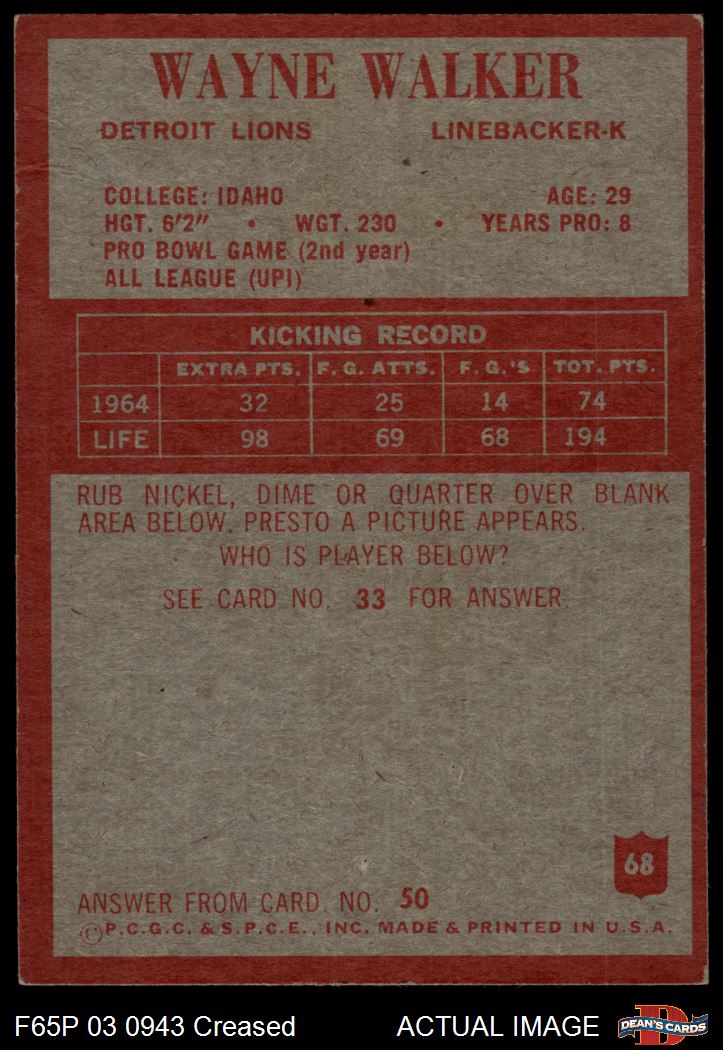 WAYNE WALKER
DETROIT LIONS LINEBACKER-K
COLLEGE: IDAHO AGE: 29
HGT. 6'2" • WGT. 230 • YEARS PRO: 8
PRO BOWL GAME (2nd year)
ALL LEAGUE (UPI)
KICKING RECORD
EXTRA PTS. F. G. ATTS. F. G.'S TOT. PTS.
1964 32 25 14 74
LIFE 98 69 68 194
RUB NICKEL, DIME OR QUARTER OVER BLANK
AREA BELOW. PRESTO A PICTURE APPEARS.
WHO IS PLAYER BELOW?
SEE CARD NO. 33 FOR ANSWER.
68
ANSWER FROM CARD. NO. 50
©P.C.G.C. & S.P.C.E., INC. MADE & PRINTED IN U.S.A.
F65P 03 0943 Creased ACTUAL IMAGE D DEAN'S CARDS